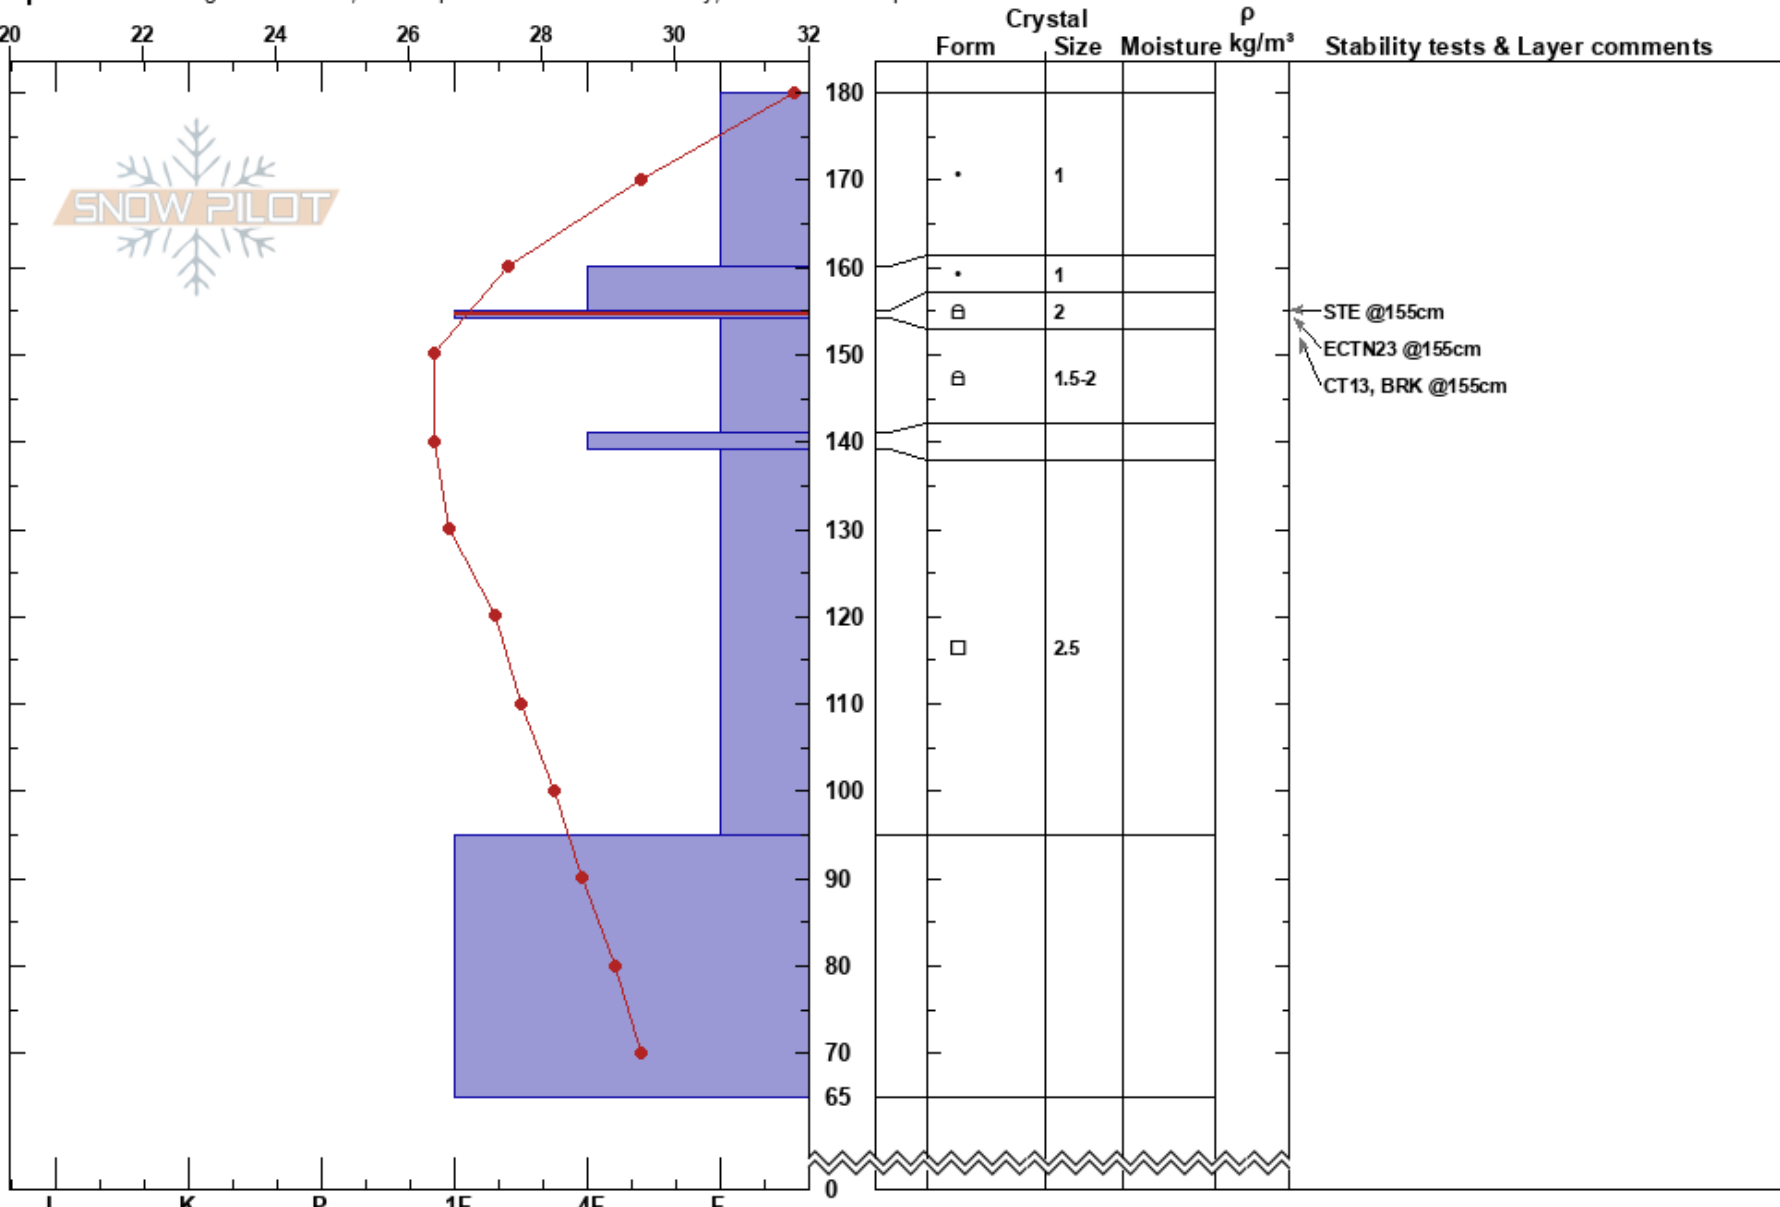 20 22 24 26 28 30 32
Crystal ρ
Form Size Moisture kg/m³ Stability tests & Layer comments
180
SNOW PILOT
1
170
160
1
2
STE @155cm
150
ECTN23 @155cm
1.5-2
CT13, BRK @155cm
140
130
120
2.5
110
100
90
80
70
65
0
I K P 1F 4F F